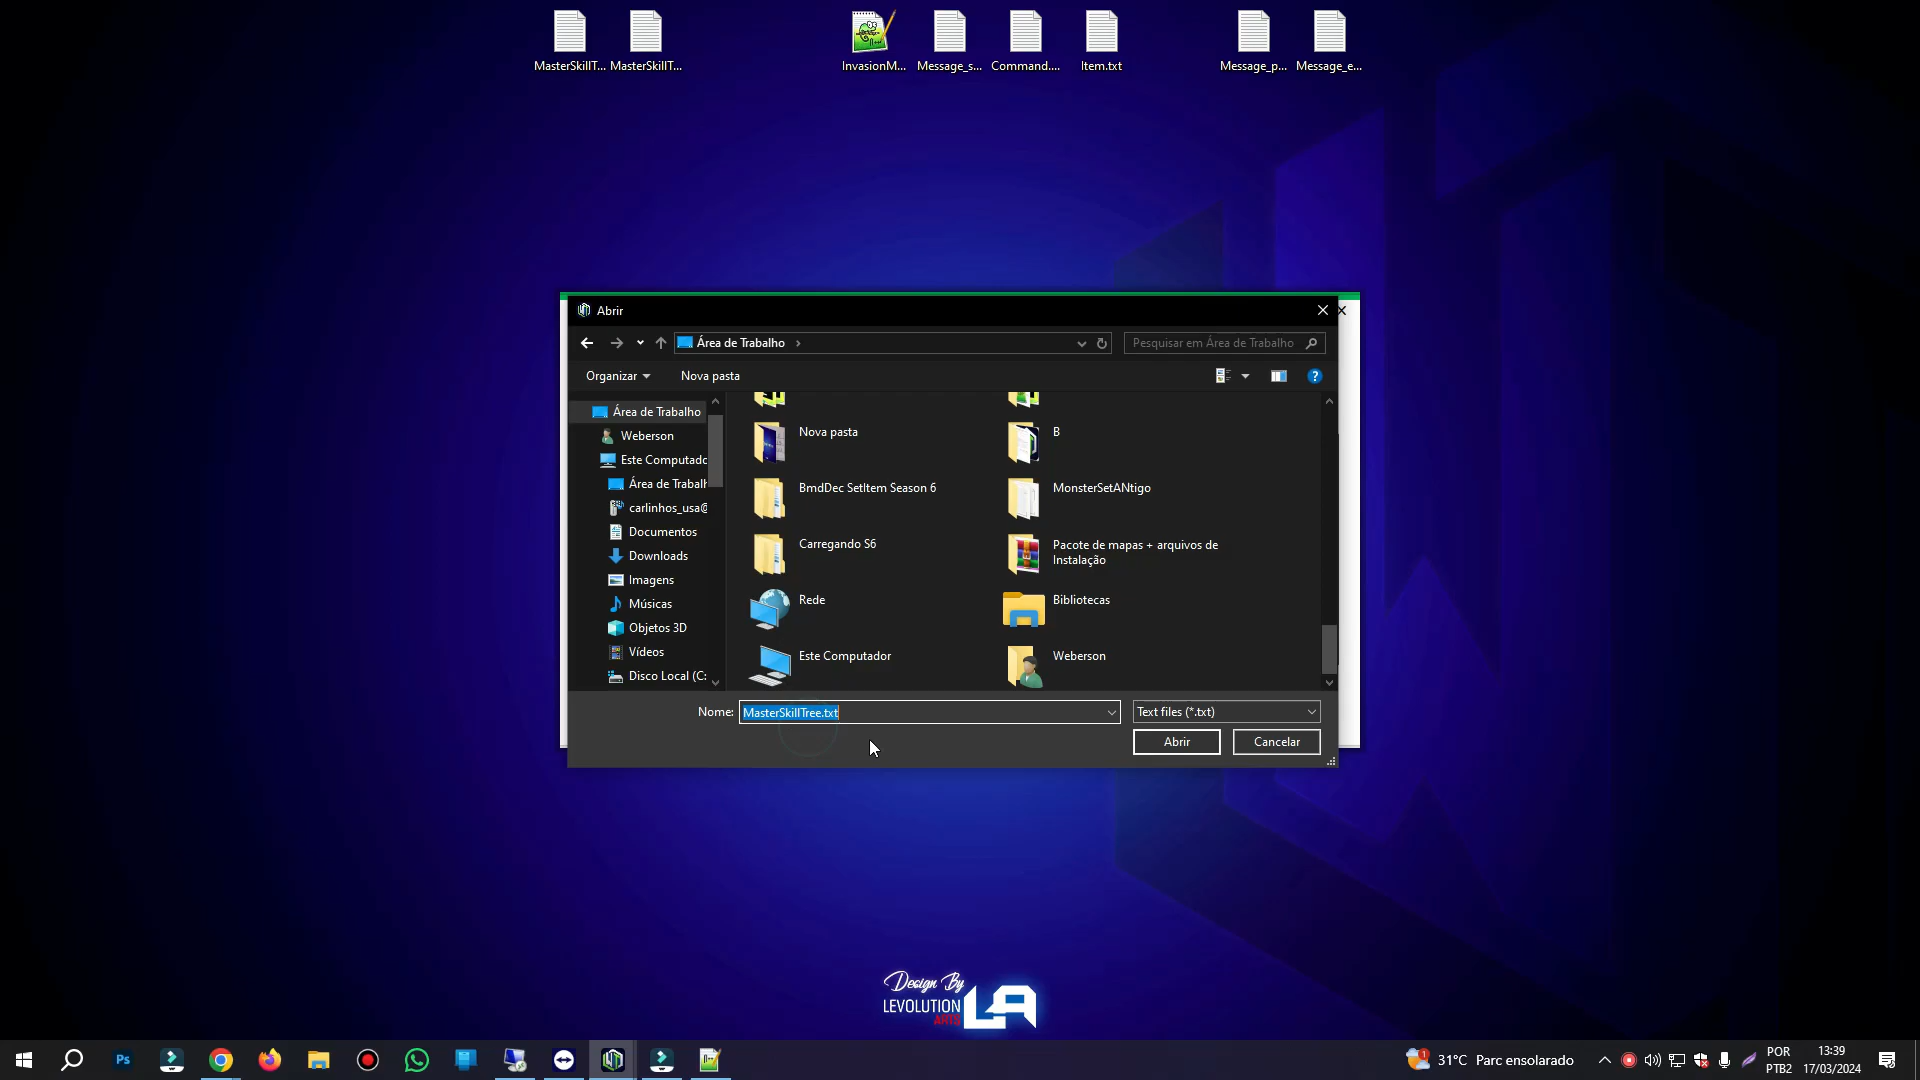 MasterSkillT...
MasterSkillT...
InvasionM...
Message_s...
Command....
Item.txt
Message_p...
Message_e...
Abrir
Área de Trabalho
Pesquisar em Área de Trabalho
Organizar
Nova pasta
Área de Trabalho
Weberson
Este Computado
Área de Trabalh
carlinhos_usa@
Documentos
Downloads
Imagens
Músicas
Objetos 3D
Vídeos
Disco Local (C:
Nova pasta
B
BmdDec SetItem Season 6
MonsterSetANtigo
Carregando S6
Pacote de mapas + arquivos de
Instalação
Rede
Bibliotecas
Este Computador
Weberson
Nome:
MasterSkillTree.txt
Text files (*.txt)
Abrir
Cancelar
Design By
LEVOLUTION
ARTS
LA
Ps
1
31°C Parc ensolarado
POR
PTB2
13:39
17/03/2024